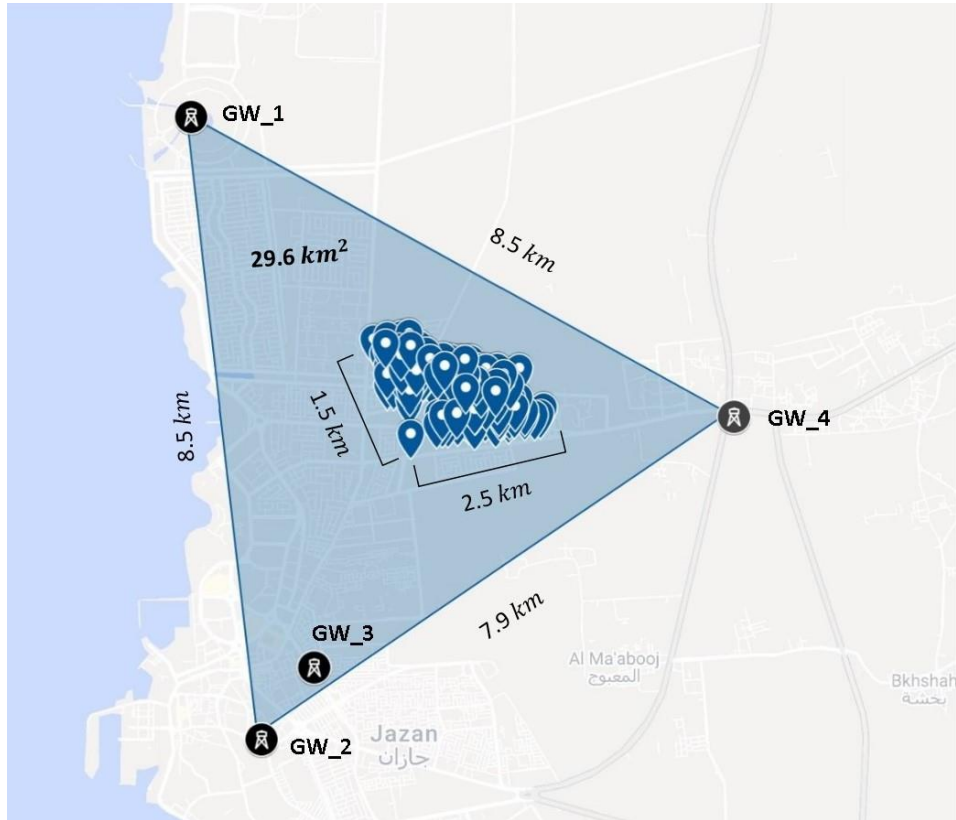 GW_1
8.5 km
29.6 km²
8.5 km
1.5 km
GW_4
2.5 km
7.9 km
GW_3
Al Ma'abooj
المعبوج
Bkhshah
بخشة
GW_2
Jazan
جازان